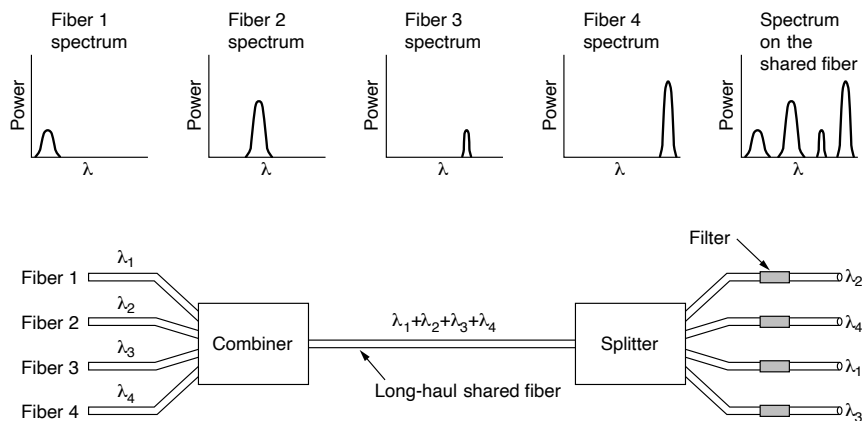 Fiber 1
spectrum
Fiber 2
spectrum
Fiber 3
spectrum
Fiber 4
spectrum
Spectrum
on the
shared fiber
Power
λ
Power
λ
Power
λ
Power
λ
Power
λ
Filter
Fiber 1
λ1
Fiber 2
λ2
Fiber 3
λ3
Fiber 4
λ4
Combiner
λ1+λ2+λ3+λ4
Long-haul shared fiber
Splitter
λ2
λ4
λ1
λ3